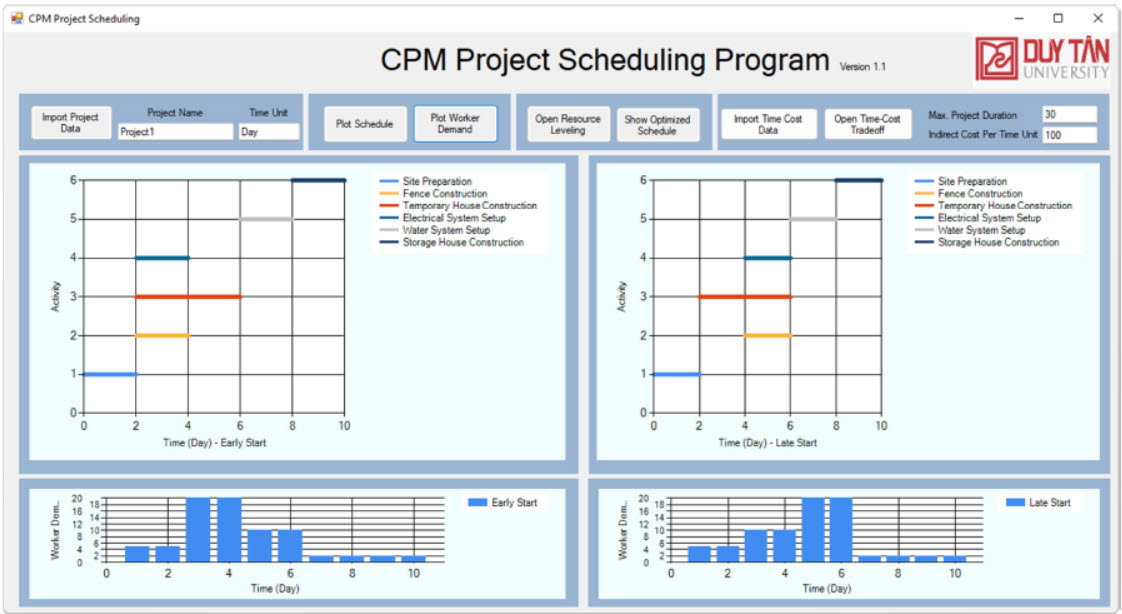 CPM Project Scheduling
CPM Project Scheduling Program Version 1.1
DUY TÂN
UNIVERSITY
Import Project
Data
Project Name
Time Unit
Project1
Day
Plot Schedule
Plot Worker
Demand
Open Resource
Leveling
Show Optimized
Schedule
Import Time Cost
Data
Open Time-Cost
Tradeoff
Max. Project Duration
30
Indirect Cost Per Time Unit
100
6
5
4
3
2
1
0
Activity
0 2 4 6 8 10
Time (Day) - Early Start
Site Preparation
Fence Construction
Temporary House Construction
Electrical System Setup
Water System Setup
Storage House Construction
6
5
4
3
2
1
0
Activity
0 2 4 6 8 10
Time (Day) - Late Start
Site Preparation
Fence Construction
Temporary House Construction
Electrical System Setup
Water System Setup
Storage House Construction
20
18
16
14
12
10
8
6
4
2
0
Worker Dem...
0 2 4 6 8 10
Time (Day)
Early Start
20
18
16
14
12
10
8
6
4
2
0
Worker Dem...
0 2 4 6 8 10
Time (Day)
Late Start